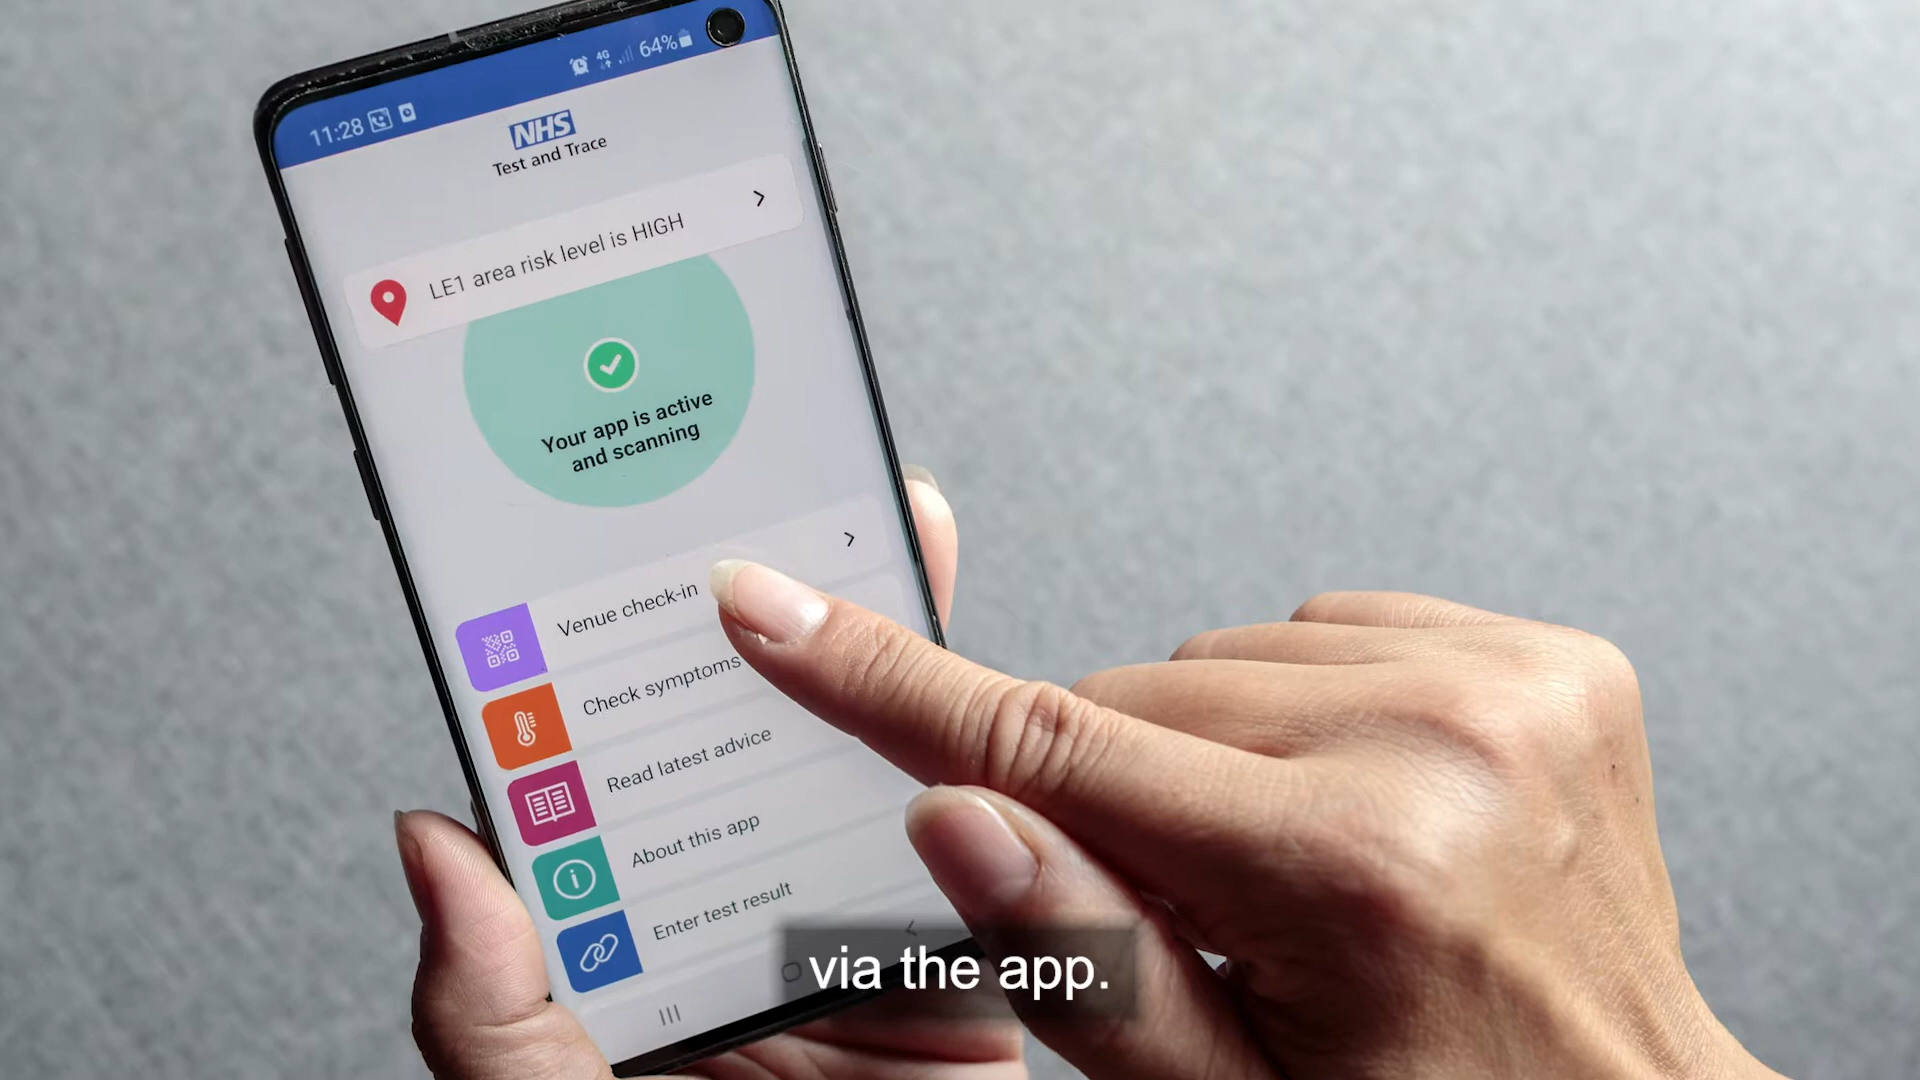 11:28
4G
64%
NHS
Test and Trace
LE1 area risk level is HIGH
Your app is active
and scanning
Venue check-in
Check symptoms
Read latest advice
About this app
Enter test result
via the app.